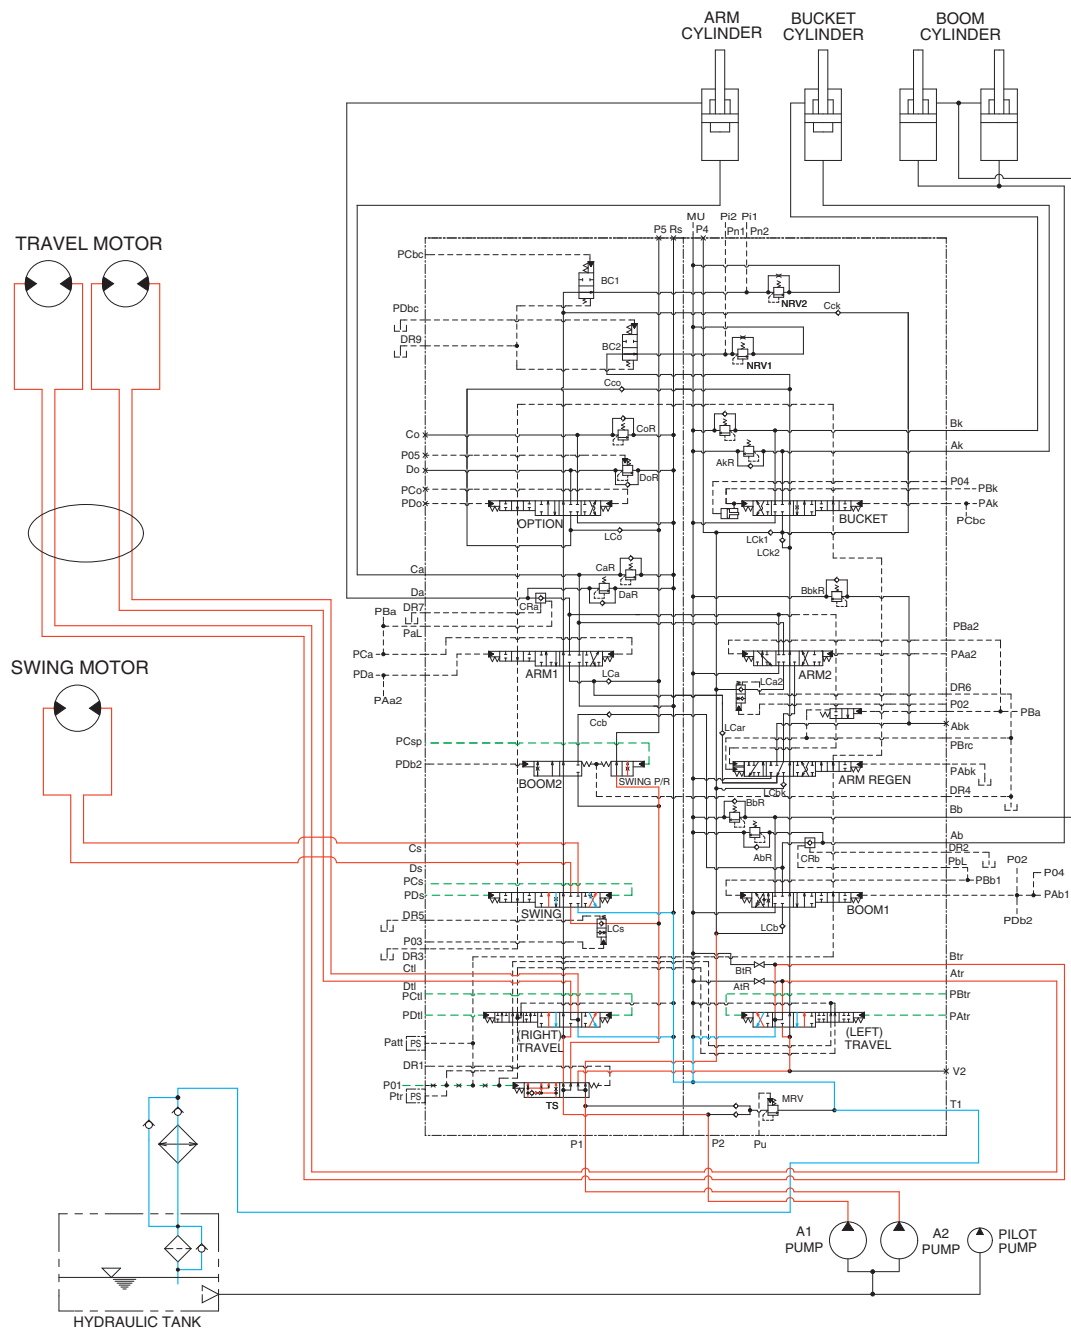 ARM
CYLINDER
BUCKET
CYLINDER
BOOM
CYLINDER
TRAVEL MOTOR
SWING MOTOR
MU
Pi2
Pi1
P5
Rs
P4
Pn1
Pn2
PCbc
BC1
NRV2
Cck
PDbc
DR9
BC2
NRV1
Cco
Co
CoR
Bk
P05
AkR
Ak
Do
DoR
PCo
PDo
P04
PBk
PAk
PCbc
OPTION
BUCKET
LCo
LCk1
LCk2
Ca
CaR
Da
DaR
CRa
BbkR
DR7
PBa
PaL
PBa2
PCa
PAa2
PDa
PAa2
ARM1
ARM2
LCa
LCa2
DR6
P02
PBa
Ccb
LCar
Abk
PCsp
PBrc
PDb2
PAbk
BOOM2
SWING P/R
ARM REGEN
LCbk
DR4
BbR
Bb
Cs
AbR
CRb
Ab
DR2
Ds
PbL
P02
P04
PCs
PBb1
PDs
PAb1
SWING
BOOM1
PDb2
DR5
LCs
LCb
P03
DR3
Btr
Ctl
BtR
Atr
Dtl
AtR
PCtl
PBtr
PDtl
PAtr
(RIGHT)
TRAVEL
(LEFT)
TRAVEL
Patt
PS
DR1
V2
P01
Ptr
PS
TS
MRV
T1
P1
P2
Pu
A1
PUMP
A2
PUMP
PILOT
PUMP
HYDRAULIC TANK